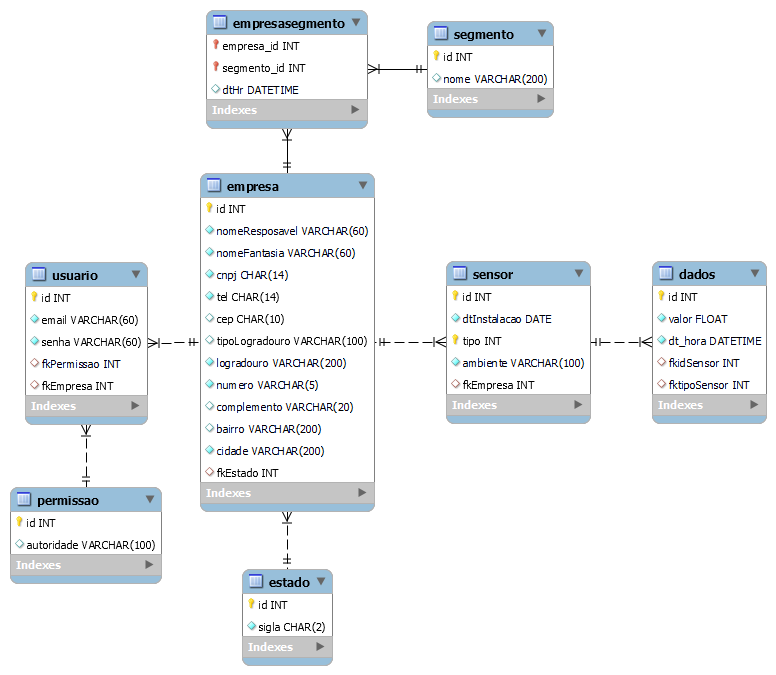 empresasegmento
empresa_id INT
segmento_id INT
dtHr DATETIME
Indexes
segmento
id INT
nome VARCHAR(200)
Indexes
empresa
id INT
nomeResposavel VARCHAR(60)
nomeFantasia VARCHAR(60)
cnpj CHAR(14)
tel CHAR(14)
cep CHAR(10)
tipoLogradouro VARCHAR(100)
logradouro VARCHAR(200)
numero VARCHAR(5)
complemento VARCHAR(20)
bairro VARCHAR(200)
cidade VARCHAR(200)
fkEstado INT
Indexes
usuario
id INT
email VARCHAR(60)
senha VARCHAR(60)
fkPermissao INT
fkEmpresa INT
Indexes
sensor
id INT
dtInstalacao DATE
tipo INT
ambiente VARCHAR(100)
fkEmpresa INT
Indexes
dados
id INT
valor FLOAT
dt_hora DATETIME
fkidSensor INT
fktipoSensor INT
Indexes
permissao
id INT
autoridade VARCHAR(100)
Indexes
estado
id INT
sigla CHAR(2)
Indexes